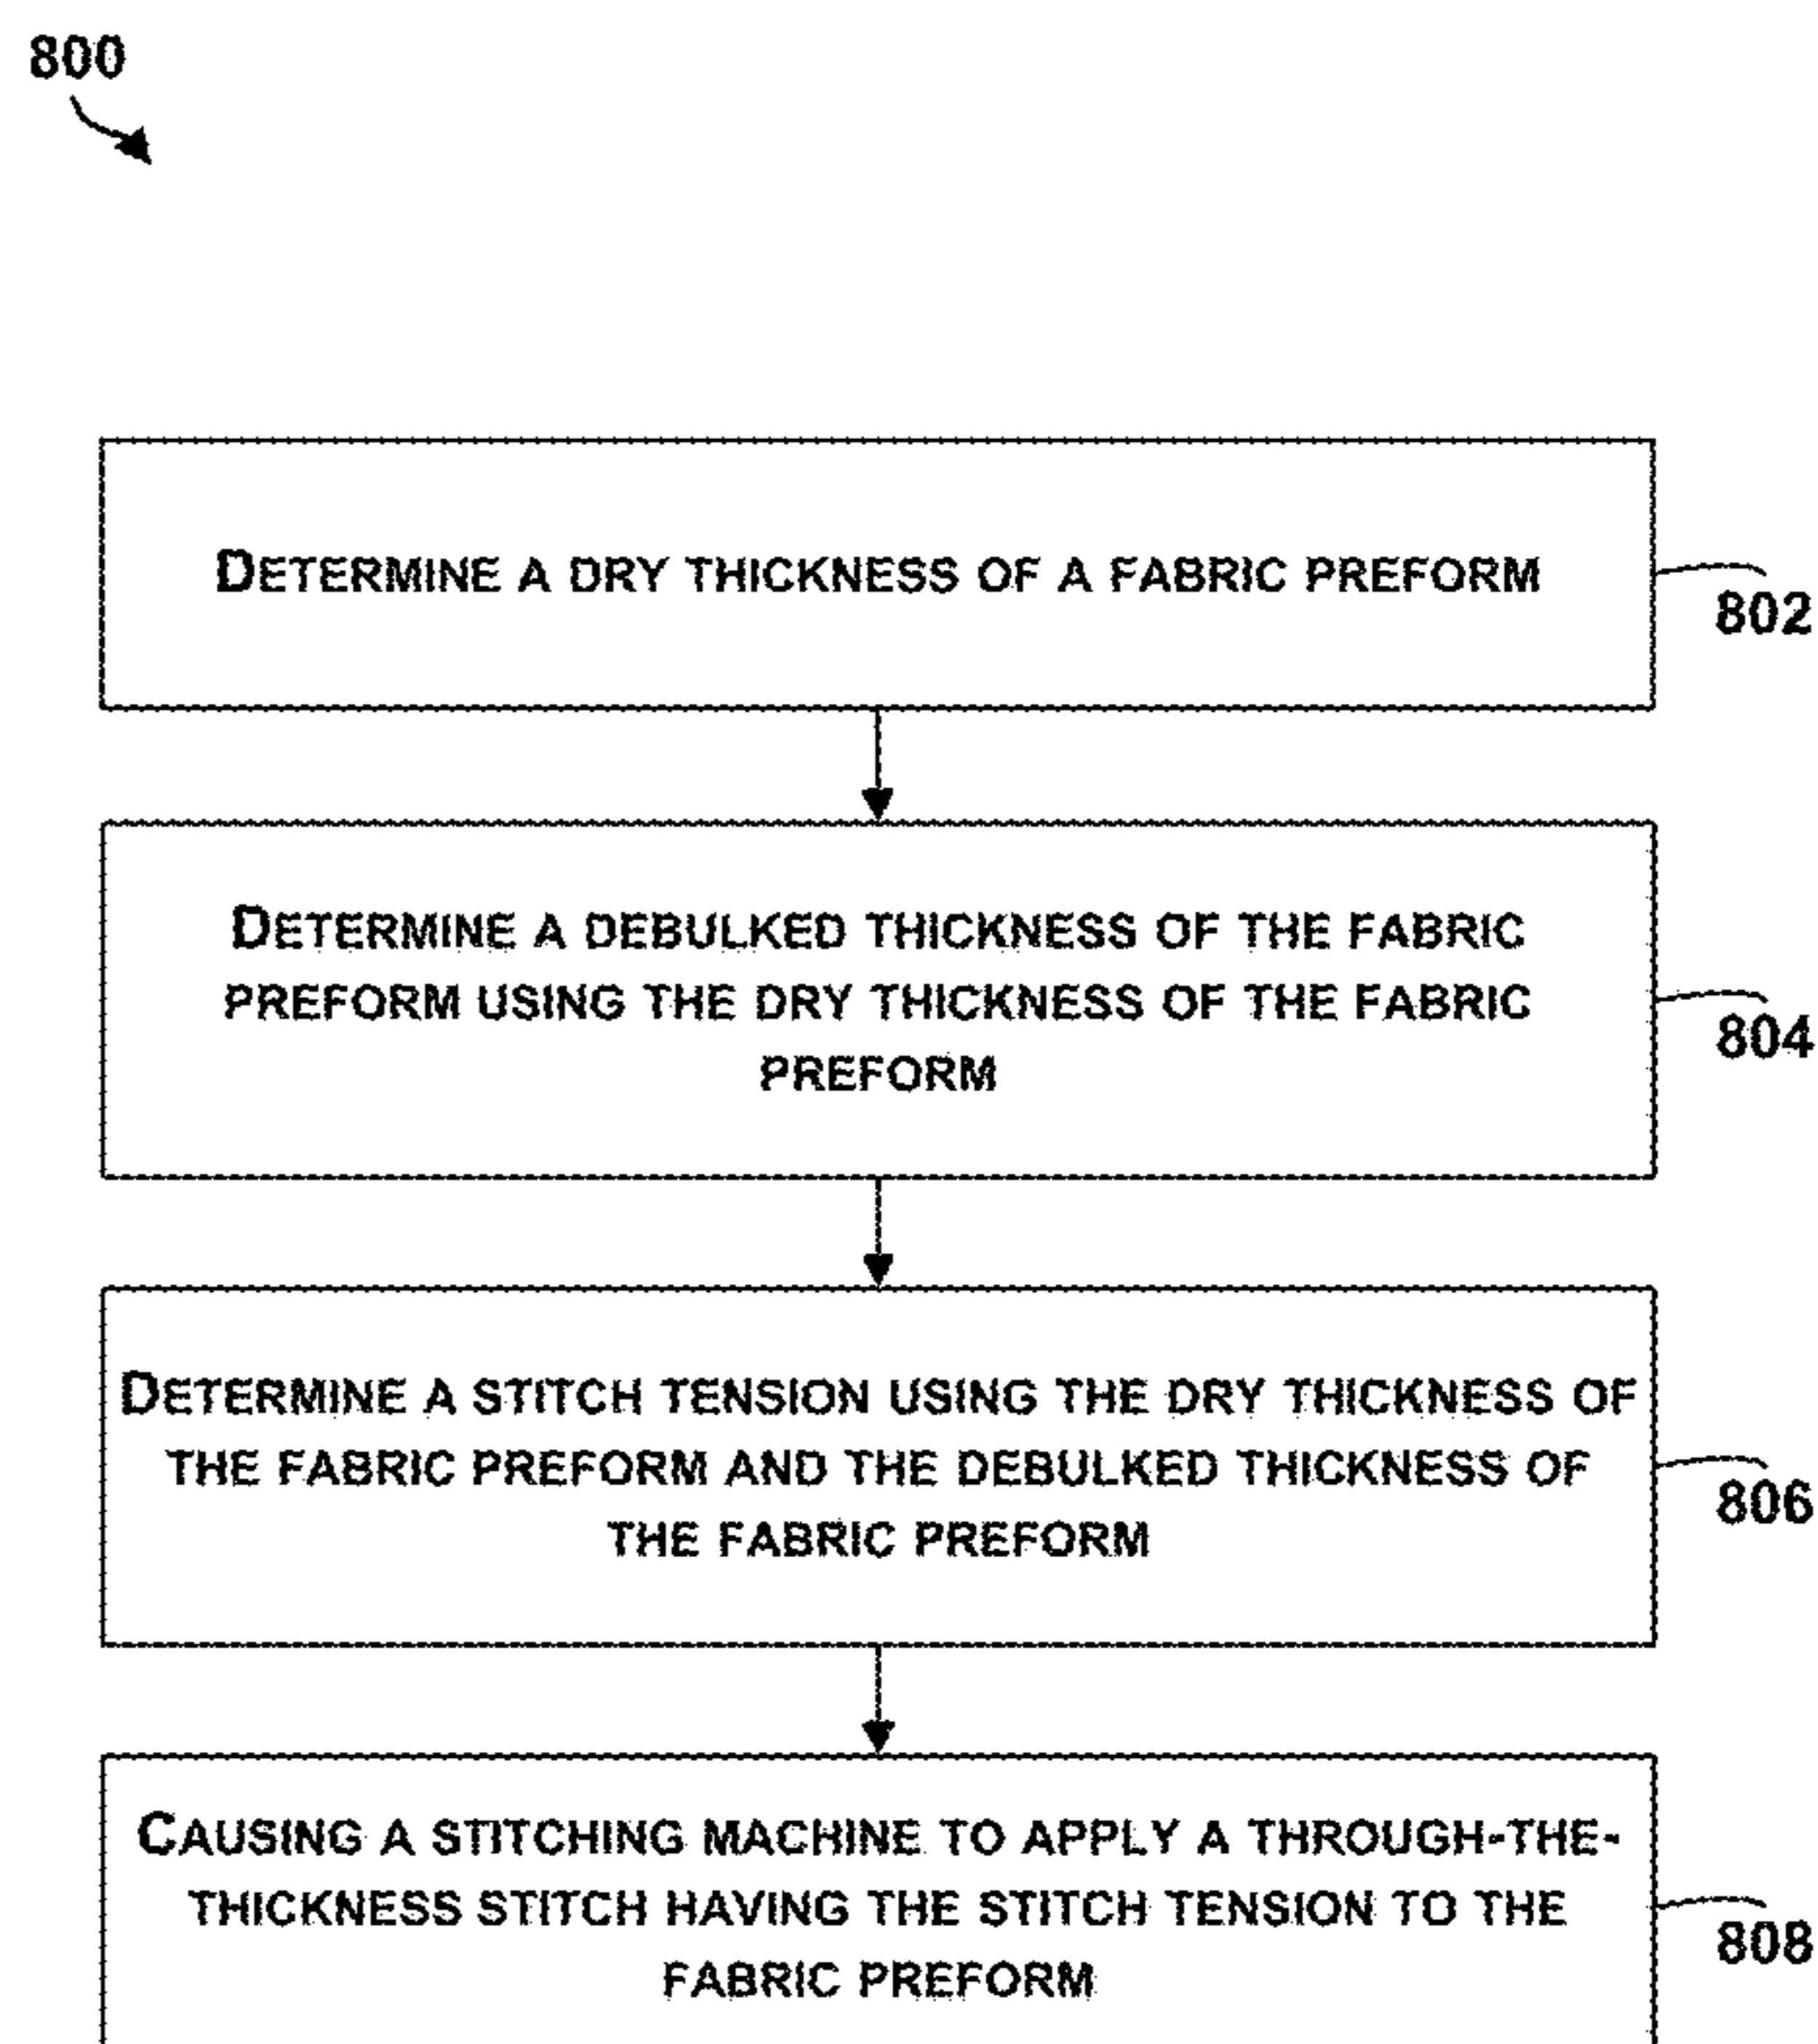 800
DETERMINE A DRY THICKNESS OF A FABRIC PREFORM
802
DETERMINE A DEBULKED THICKNESS OF THE FABRIC
PREFORM USING THE DRY THICKNESS OF THE FABRIC
PREFORM
804
DETERMINE A STITCH TENSION USING THE DRY THICKNESS OF
THE FABRIC PREFORM AND THE DEBULKED THICKNESS OF
THE FABRIC PREFORM
806
CAUSING A STITCHING MACHINE TO APPLY A THROUGH-THE-
THICKNESS STITCH HAVING THE STITCH TENSION TO THE
FABRIC PREFORM
808